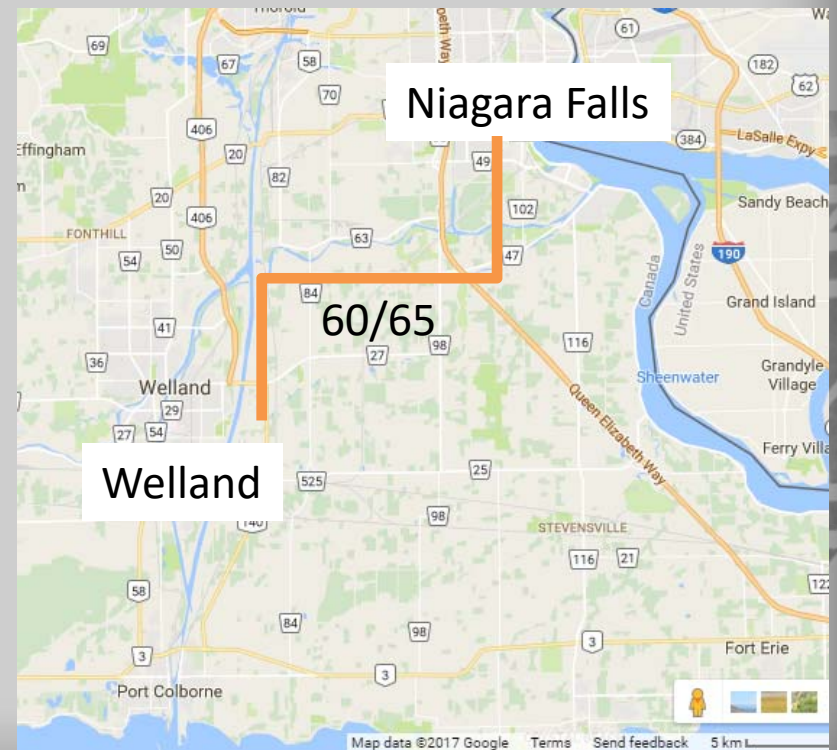 69
67
58
70
61
182
62
Niagara Falls
406
Effingham
20
49
384
LaSalle Expy
82
20
102
Sandy Beach
406
FONTHILL
50
54
63
47
190
Canada
United States
84
60/65
Grand Island
41
27
98
116
36
Sheenwater
Grandyle
Village
Welland
29
Queen Elizabeth Way
27
54
Ferry Villa
Welland
25
525
140
98
STEVENSVILLE
116
21
122
58
84
98
3
3
Fort Erie
3
Port Colborne
Map data ©2017 Google Terms Send feedback 5 km